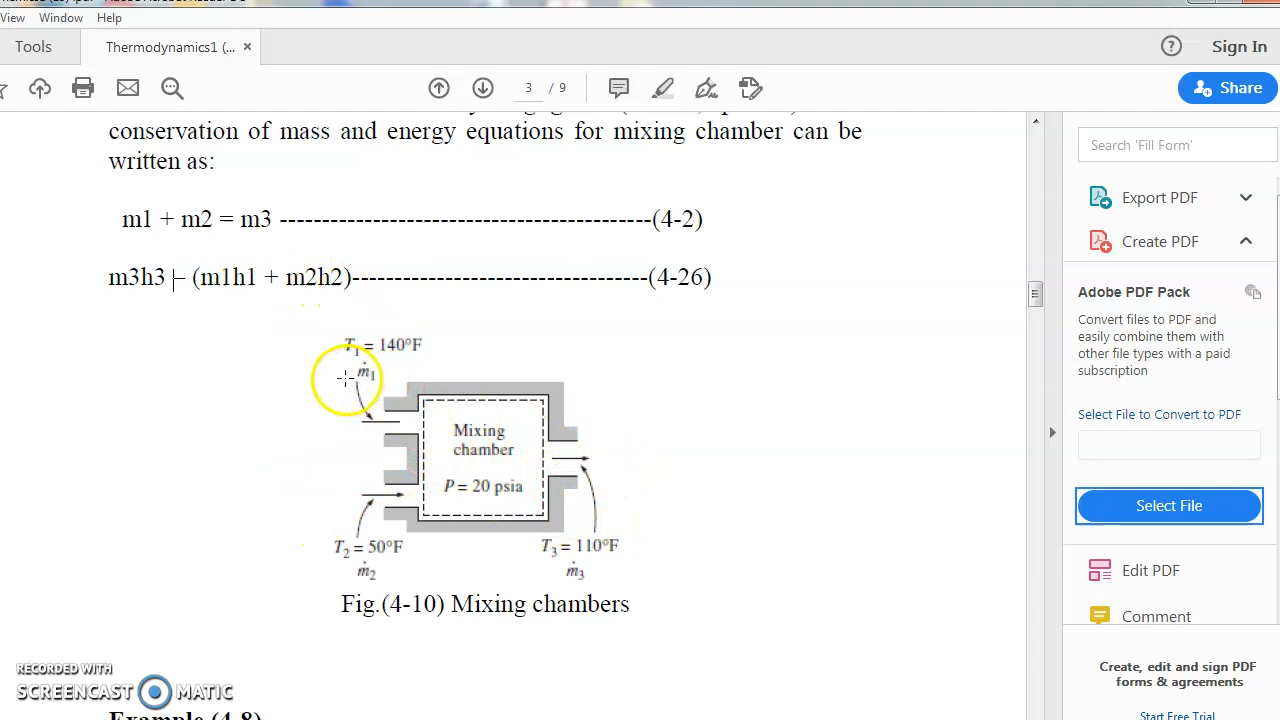 View Window Help
Tools Thermodynamics1 (... × Sign In
3 / 9 Share
conservation of mass and energy equations for mixing chamber can be
written as:
m1 + m2 = m3 -------------------------------------------(4-2)
m3h3 – (m1h1 + m2h2)----------------------------------(4-26)
T1 = 140°F
ṁ1
Mixing
chamber
P = 20 psia
T2 = 50°F
ṁ2
T3 = 110°F
ṁ3
Fig.(4-10) Mixing chambers
Example (4-8)
Search 'Fill Form'
Export PDF
Create PDF
Adobe PDF Pack
Convert files to PDF and
easily combine them with
other file types with a paid
subscription
Select File to Convert to PDF
Select File
Edit PDF
Comment
Create, edit and sign PDF
forms & agreements
Start Free Trial
RECORDED WITH
SCREENCAST MATIC